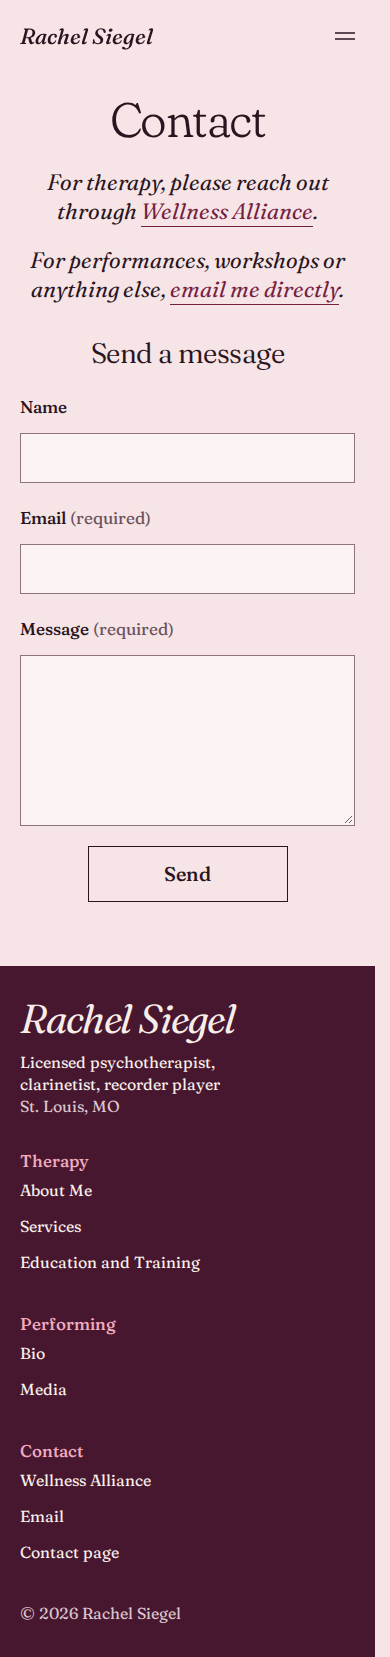 Rachel Siegel
Contact
For therapy, please reach out
through Wellness Alliance.
For performances, workshops or
anything else, email me directly.
Send a message
Name
Email (required)
Message (required)
Send
Rachel Siegel
Licensed psychotherapist,
clarinetist, recorder player
St. Louis, MO
Therapy
About Me
Services
Education and Training
Performing
Bio
Media
Contact
Wellness Alliance
Email
Contact page
© 2026 Rachel Siegel